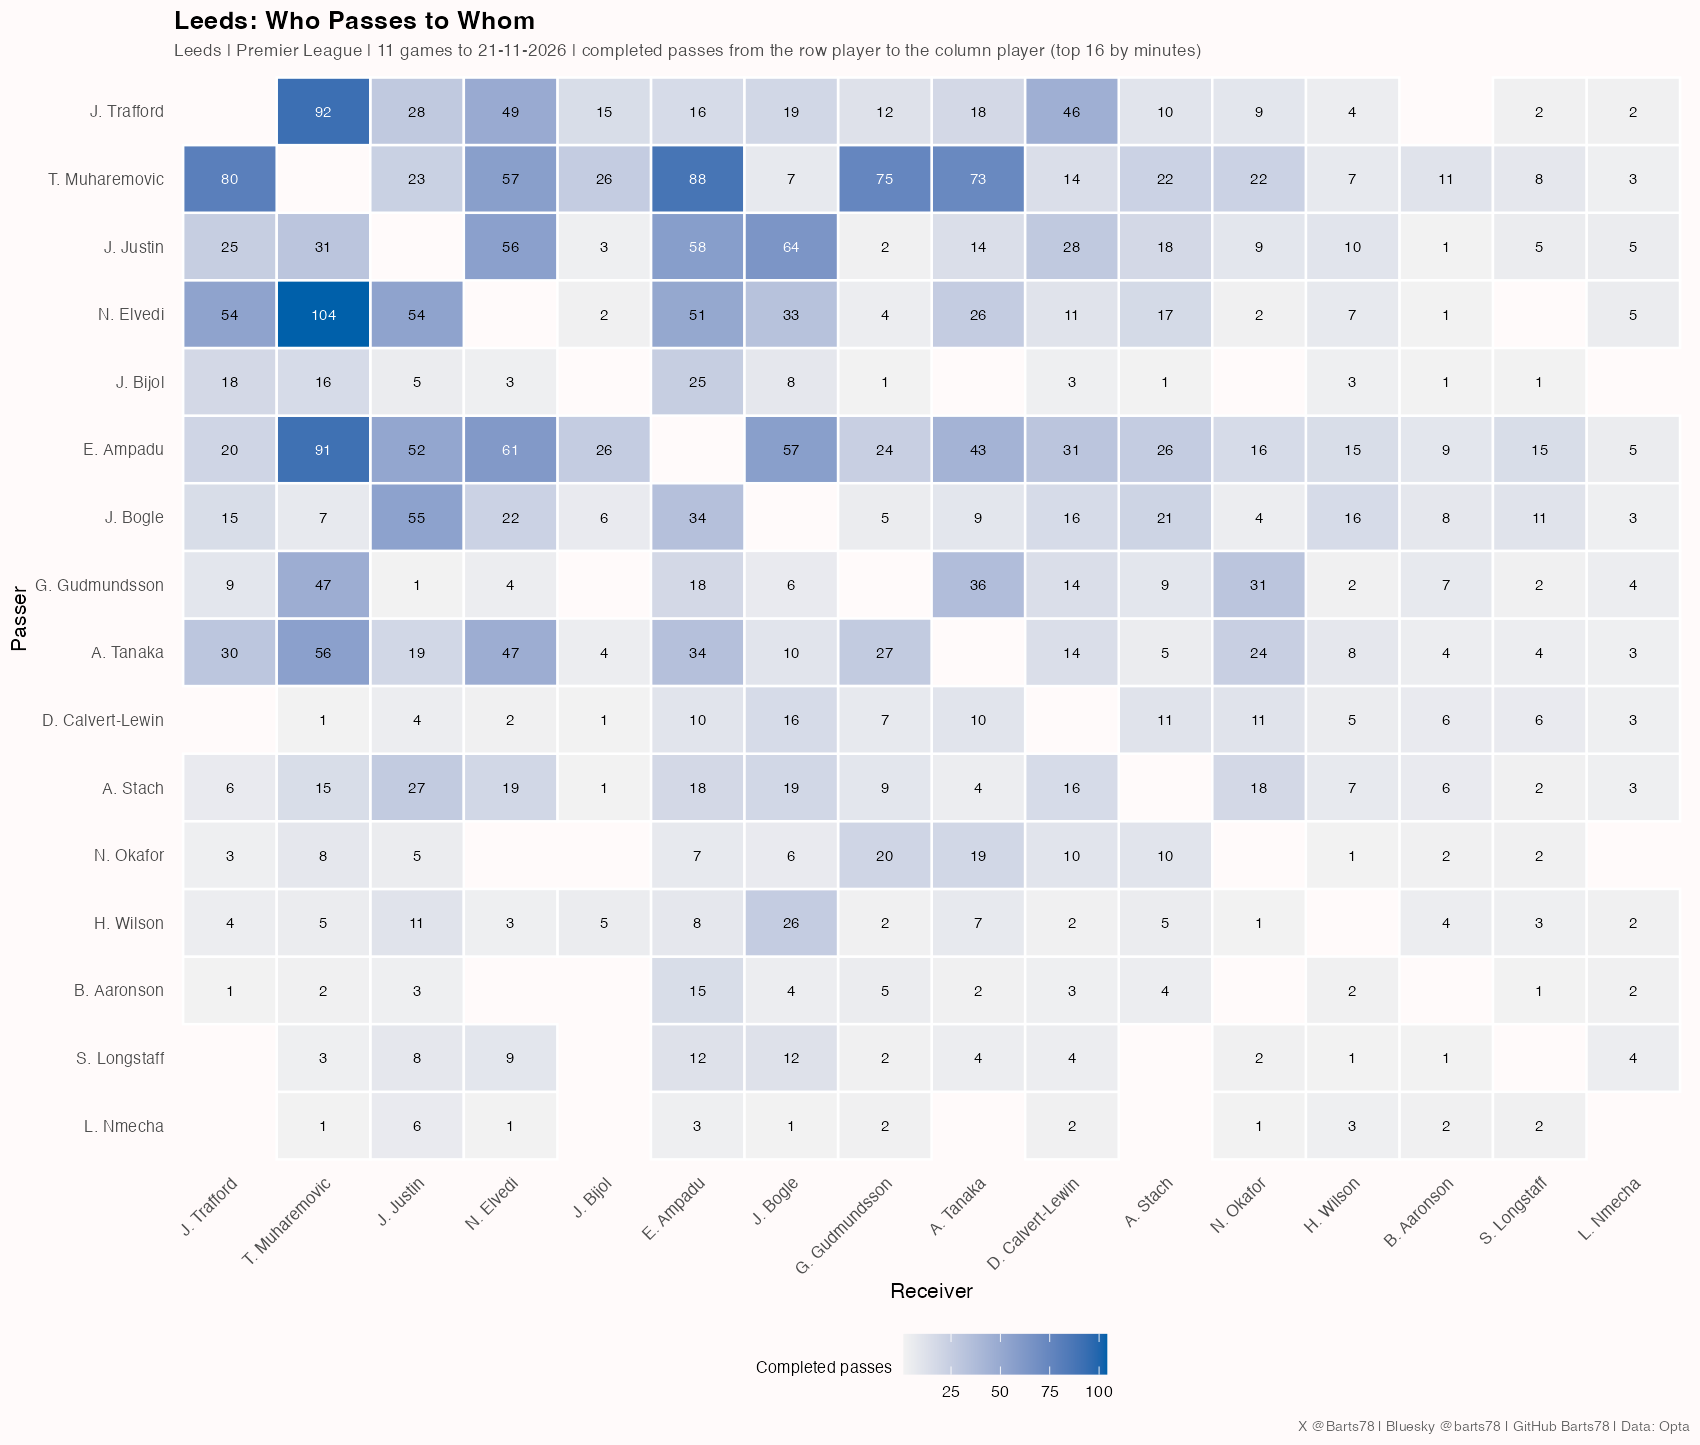 Leeds: Who Passes to Whom
Leeds | Premier League | 11 games to 21-11-2026 | completed passes from the row player to the column player (top 16 by minutes)
J. Trafford 92 28 49 15 16 19 12 18 46 10 9 4 2 2
T. Muharemovic 80 23 57 26 88 7 75 73 14 22 22 7 11 8 3
J. Justin 25 31 56 3 58 64 2 14 28 18 9 10 1 5 5
N. Elvedi 54 104 54 2 51 33 4 26 11 17 2 7 1 5
J. Bijol 18 16 5 3 25 8 1 3 1 3 1 1
E. Ampadu 20 91 52 61 26 57 24 43 31 26 16 15 9 15 5
J. Bogle 15 7 55 22 6 34 5 9 16 21 4 16 8 11 3
G. Gudmundsson 9 47 1 4 18 6 36 14 9 31 2 7 2 4
A. Tanaka 30 56 19 47 4 34 10 27 14 5 24 8 4 4 3
D. Calvert-Lewin 1 4 2 1 10 16 7 10 11 11 5 6 6 3
A. Stach 6 15 27 19 1 18 19 9 4 16 18 7 6 2 3
N. Okafor 3 8 5 7 6 20 19 10 10 1 2 2
H. Wilson 4 5 11 3 5 8 26 2 7 2 5 1 4 3 2
B. Aaronson 1 2 3 15 4 5 2 3 4 2 1 2
S. Longstaff 3 8 9 12 12 2 4 4 2 1 1 4
L. Nmecha 1 6 1 3 1 2 2 1 3 2 2
Passer
J. Trafford T. Muharemovic J. Justin N. Elvedi J. Bijol E. Ampadu J. Bogle G. Gudmundsson A. Tanaka D. Calvert-Lewin A. Stach N. Okafor H. Wilson B. Aaronson S. Longstaff L. Nmecha
Receiver
Completed passes
25 50 75 100
X @Barts78 | Bluesky @barts78 | GitHub Barts78 | Data: Opta